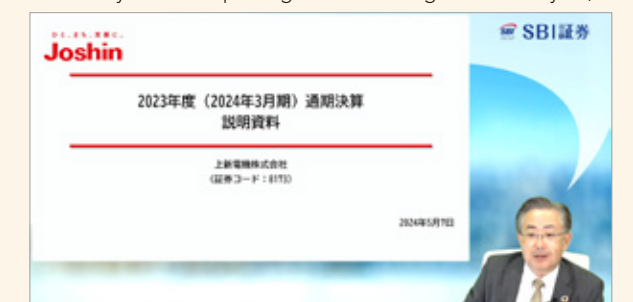 ひと、まち、笑顔に。
Joshin
SBI証券
2023年度（2024年3月期）通期決算
説明資料
上新電機株式会社
（証券コード：8173）
2024年5月7日